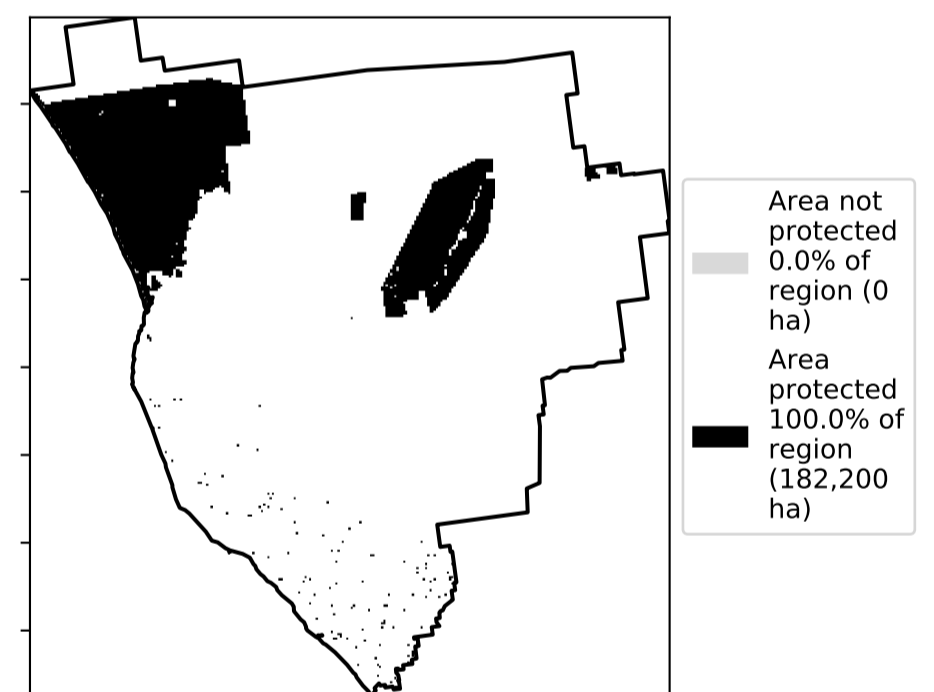 Area not
protected
0.0% of
region (0
ha)
Area
protected
100.0% of
region
(182,200
ha)